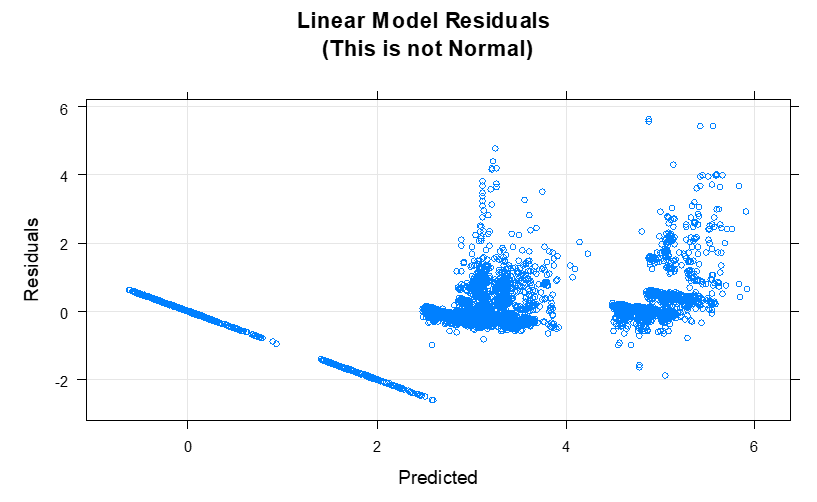 Linear Model Residuals
(This is not Normal)
6
4
2
0
-2
Residuals
0
2
4
6
Predicted